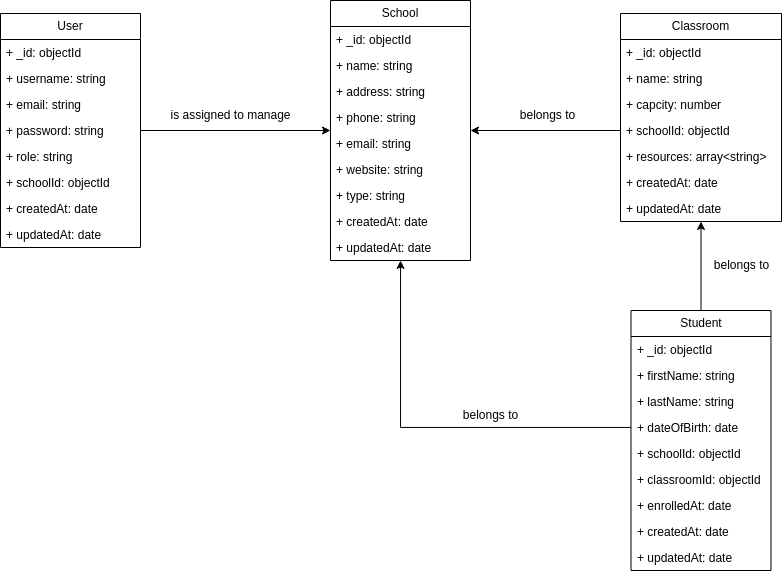 User
+ _id: objectId
+ username: string
+ email: string
+ password: string
+ role: string
+ schoolId: objectId
+ createdAt: date
+ updatedAt: date
is assigned to manage
School
+ _id: objectId
+ name: string
+ address: string
+ phone: string
+ email: string
+ website: string
+ type: string
+ createdAt: date
+ updatedAt: date
belongs to
Classroom
+ _id: objectId
+ name: string
+ capcity: number
+ schoolId: objectId
+ resources: array<string>
+ createdAt: date
+ updatedAt: date
belongs to
belongs to
Student
+ _id: objectId
+ firstName: string
+ lastName: string
+ dateOfBirth: date
+ schoolId: objectId
+ classroomId: objectId
+ enrolledAt: date
+ createdAt: date
+ updatedAt: date